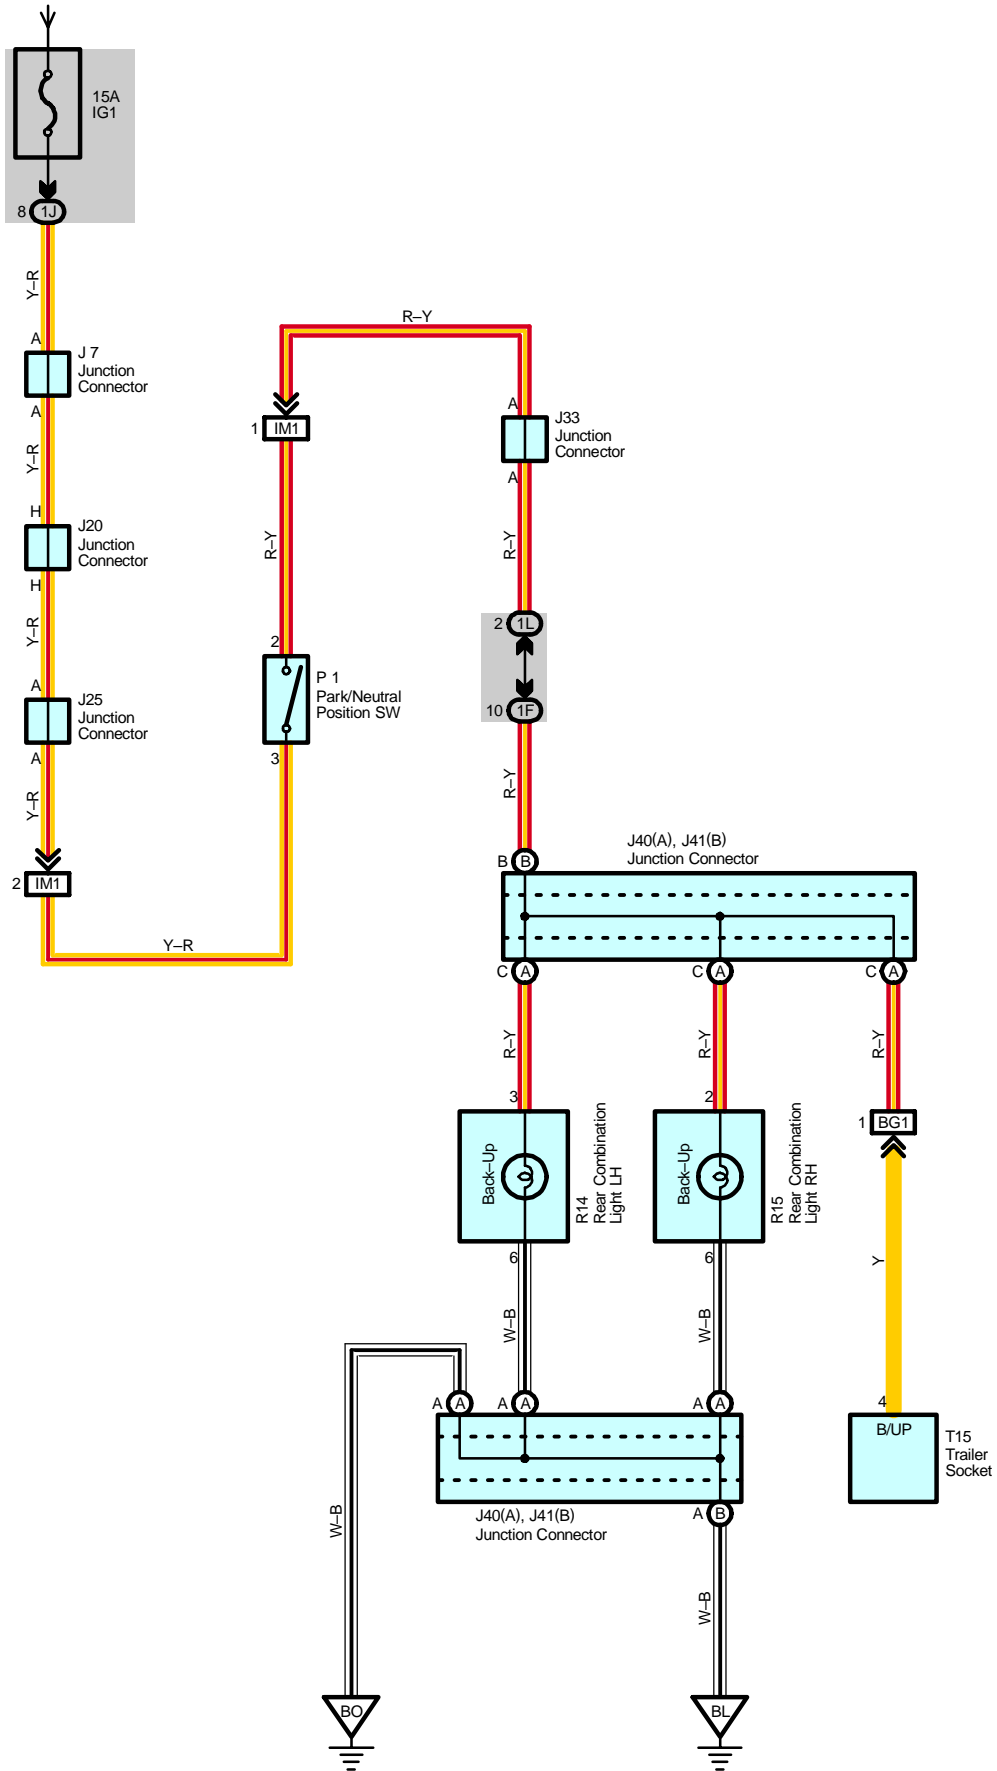 15A
IG1
8 1J
Y–R
A
J 7
Junction
Connector
A
Y–R
H
J20
Junction
Connector
H
Y–R
A
J25
Junction
Connector
A
Y–R
2 IM1
Y–R
R–Y
1 IM1
R–Y
2
P 1
Park/Neutral
Position SW
3
A
J33
Junction
Connector
A
R–Y
2 1L
10 1F
R–Y
J40(A), J41(B)
Junction Connector
B B
C A
C A
C A
R–Y
R–Y
R–Y
3
Back–Up
R14
Rear Combination
Light LH
6
2
Back–Up
R15
Rear Combination
Light RH
6
1 BG1
Y
W–B
W–B
A A
A A
A A
4
B/UP
T15
Trailer
Socket
J40(A), J41(B)
Junction Connector
A B
W–B
W–B
BO
BL